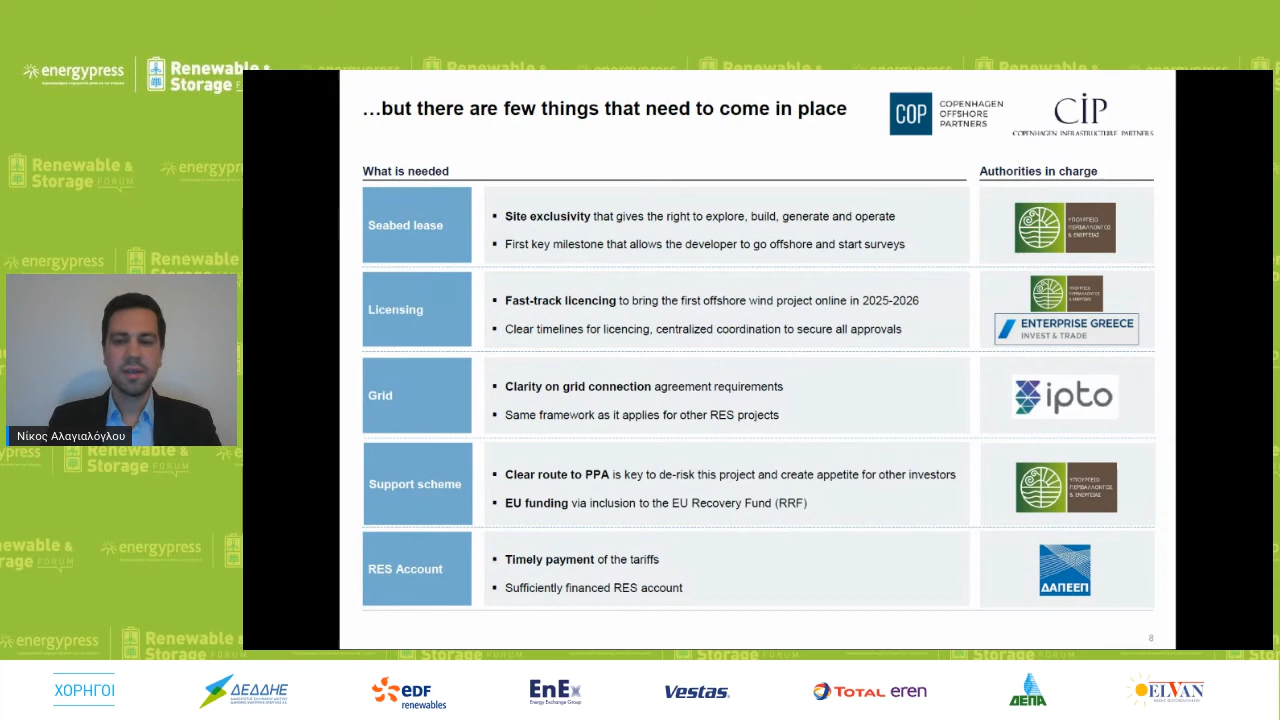 energypress
Renewable &
Storage FORUM
…but there are few things that need to come in place
COP
COPENHAGEN
OFFSHORE
PARTNERS
CIP
COPENHAGEN INFRASTRUCTURE PARTNERS
What is needed
Authorities in charge
Seabed lease
▪ Site exclusivity that gives the right to explore, build, generate and operate
▪ First key milestone that allows the developer to go offshore and start surveys
ΥΠΟΥΡΓΕΙΟ
ΠΕΡΙΒΑΛΛΟΝΤΟΣ
& ΕΝΕΡΓΕΙΑΣ
Licensing
▪ Fast-track licencing to bring the first offshore wind project online in 2025-2026
▪ Clear timelines for licencing, centralized coordination to secure all approvals
ΥΠΟΥΡΓΕΙΟ
ΠΕΡΙΒΑΛΛΟΝΤΟΣ
& ΕΝΕΡΓΕΙΑΣ
ENTERPRISE GREECE
INVEST & TRADE
Grid
▪ Clarity on grid connection agreement requirements
▪ Same framework as it applies for other RES projects
ipto
Support scheme
▪ Clear route to PPA is key to de-risk this project and create appetite for other investors
▪ EU funding via inclusion to the EU Recovery Fund (RRF)
ΥΠΟΥΡΓΕΙΟ
ΠΕΡΙΒΑΛΛΟΝΤΟΣ
& ΕΝΕΡΓΕΙΑΣ
RES Account
▪ Timely payment of the tariffs
▪ Sufficiently financed RES account
ΔΑΠΕΕΠ
8
Νίκος Αλαγιαλόγλου
ΧΟΡΗΓΟΙ
ΔΕΔΔΗΕ
edf
renewables
EnEx
Energy Exchange Group
Vestas
TOTAL eren
ΔΕΠΑ
ELVAN